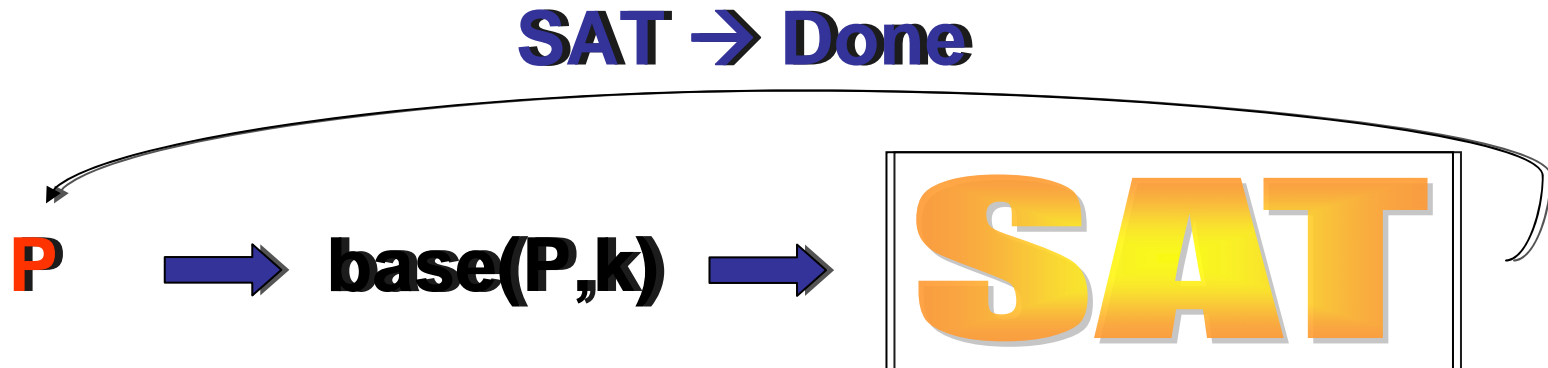 SAT → Done
P base(P,k) SAT